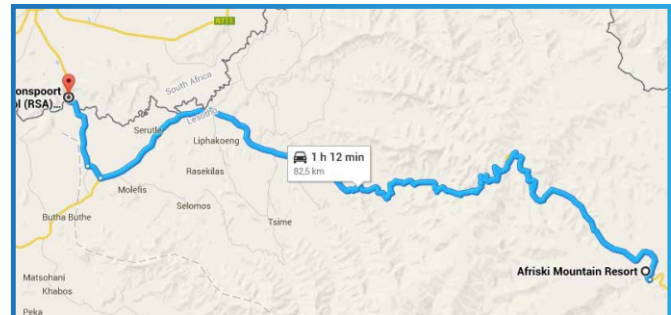 R711
onspoort
ol (RSA)...
South Africa
Lesotho
Serutle
Liphakoeng
1 h 12 min
82,5 km
Rasekilas
Molefis
Selomos
Butha Buthe
Tsime
Afriski Mountain Resort
Matsohani
Khabos
Peka